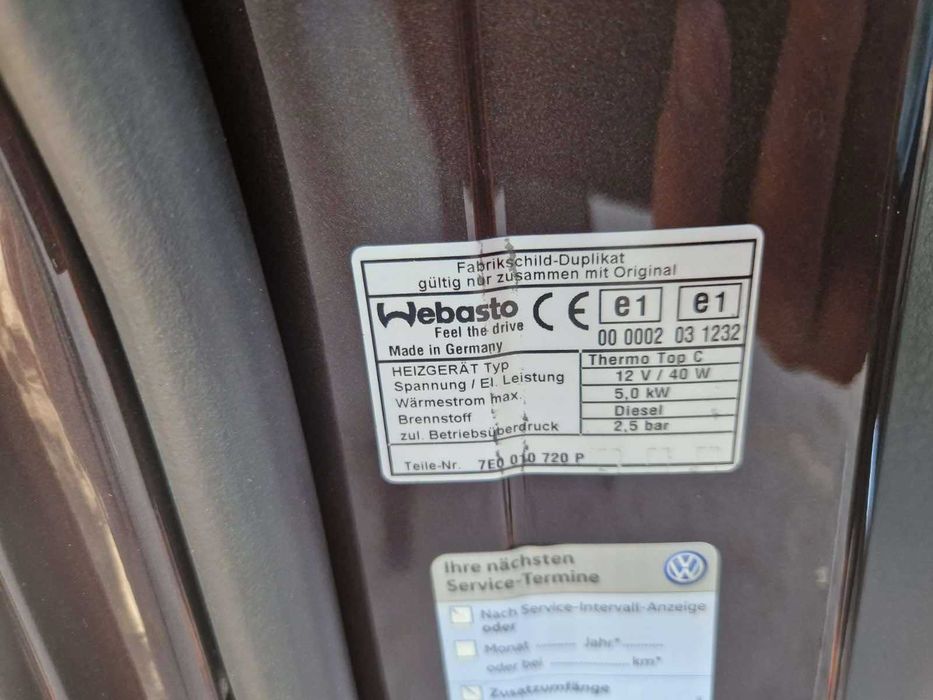 Fabrikschild-Duplikat
gültig nur zusammen mit Original
Webasto CE e1 e1
Feel the drive
00 0002 03 1232
Made in Germany
HEIZGERÄT Typ Thermo Top C
Spannung / El. Leistung 12 V / 40 W
Wärmestrom max. 5,0 kW
Brennstoff Diesel
zul. Betriebsüberdruck 2,5 bar
Teile-Nr. 7E0 010 720 P
Ihre nächsten
Service-Termine
Nach Service-Intervall-Anzeige
oder
Monat Jahr*
oder bei km*
Zusatzumfänge